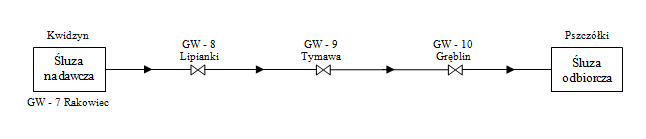 Kwidzyn
Śluza
nadawcza
GW - 7 Rakowiec
GW - 8
Lipianki
GW - 9
Tymawa
GW - 10
Gręblin
Pszczółki
Śluza
odbiorcza